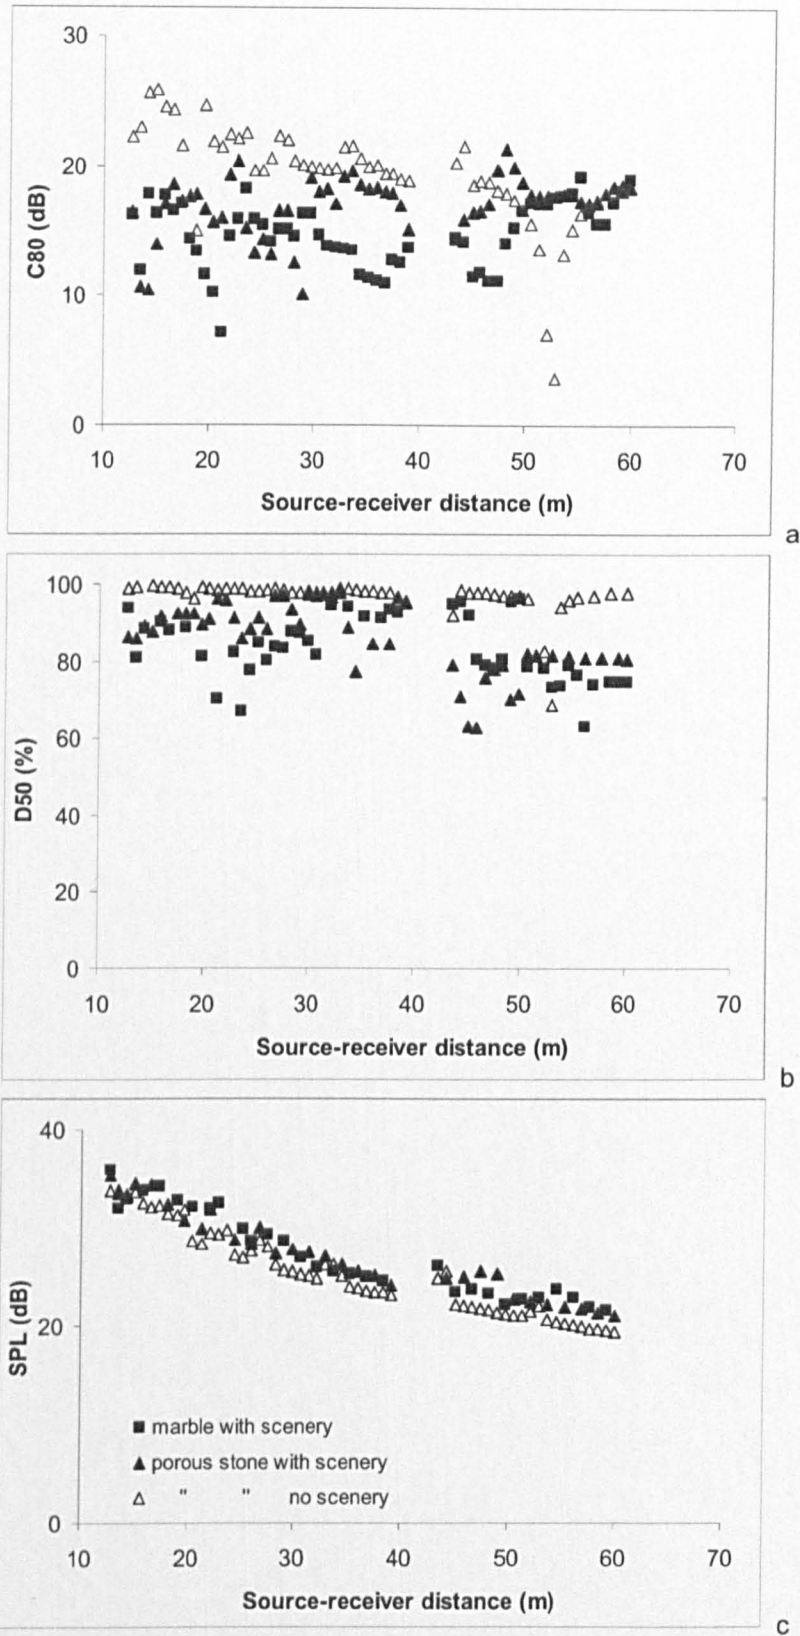 30
20
10
0
C80 (dB)
10 20 30 40 50 60 70
Source-receiver distance (m)
a
100
80
60
40
20
0
D50 (%)
10 20 30 40 50 60 70
Source-receiver distance (m)
b
40
20
0
SPL (dB)
■ marble with scenery
▲ porous stone with scenery
△ " " no scenery
10 20 30 40 50 60 70
Source-receiver distance (m)
c